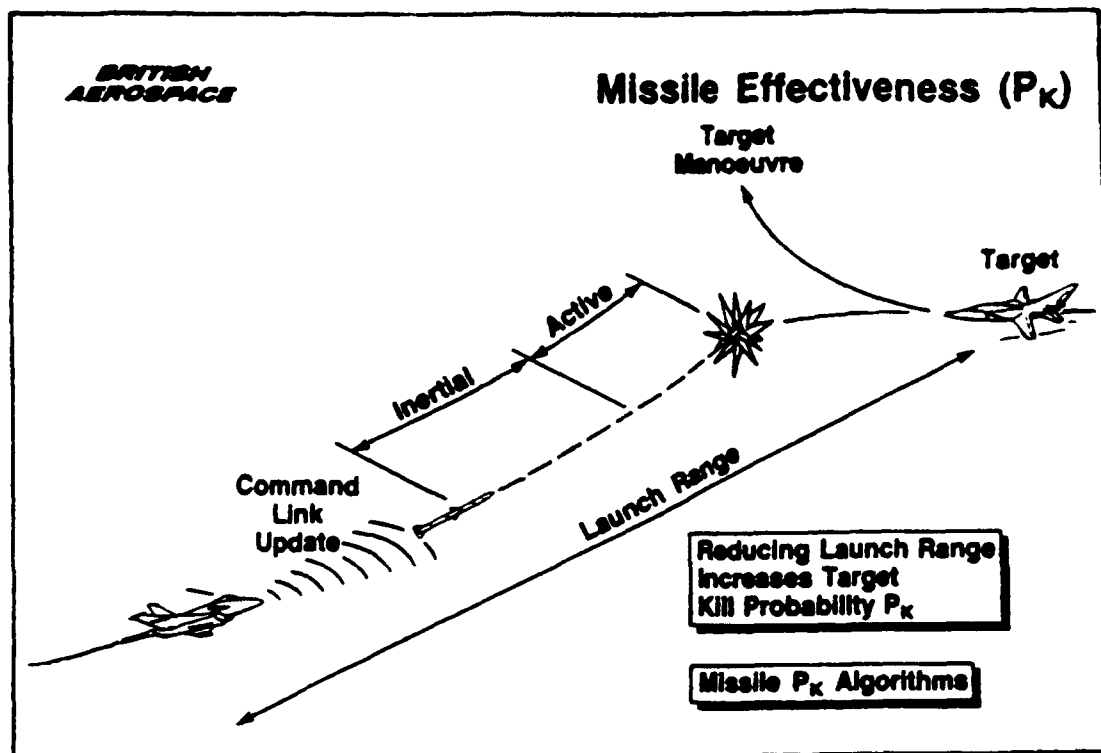 BRITISH
AEROSPACE
Missile Effectiveness (PK)
Target
Manoeuvre
Target
Active
Inertial
Command
Link
Update
Launch Range
Reducing Launch Range
Increases Target
Kill Probability PK
Missile PK Algorithms